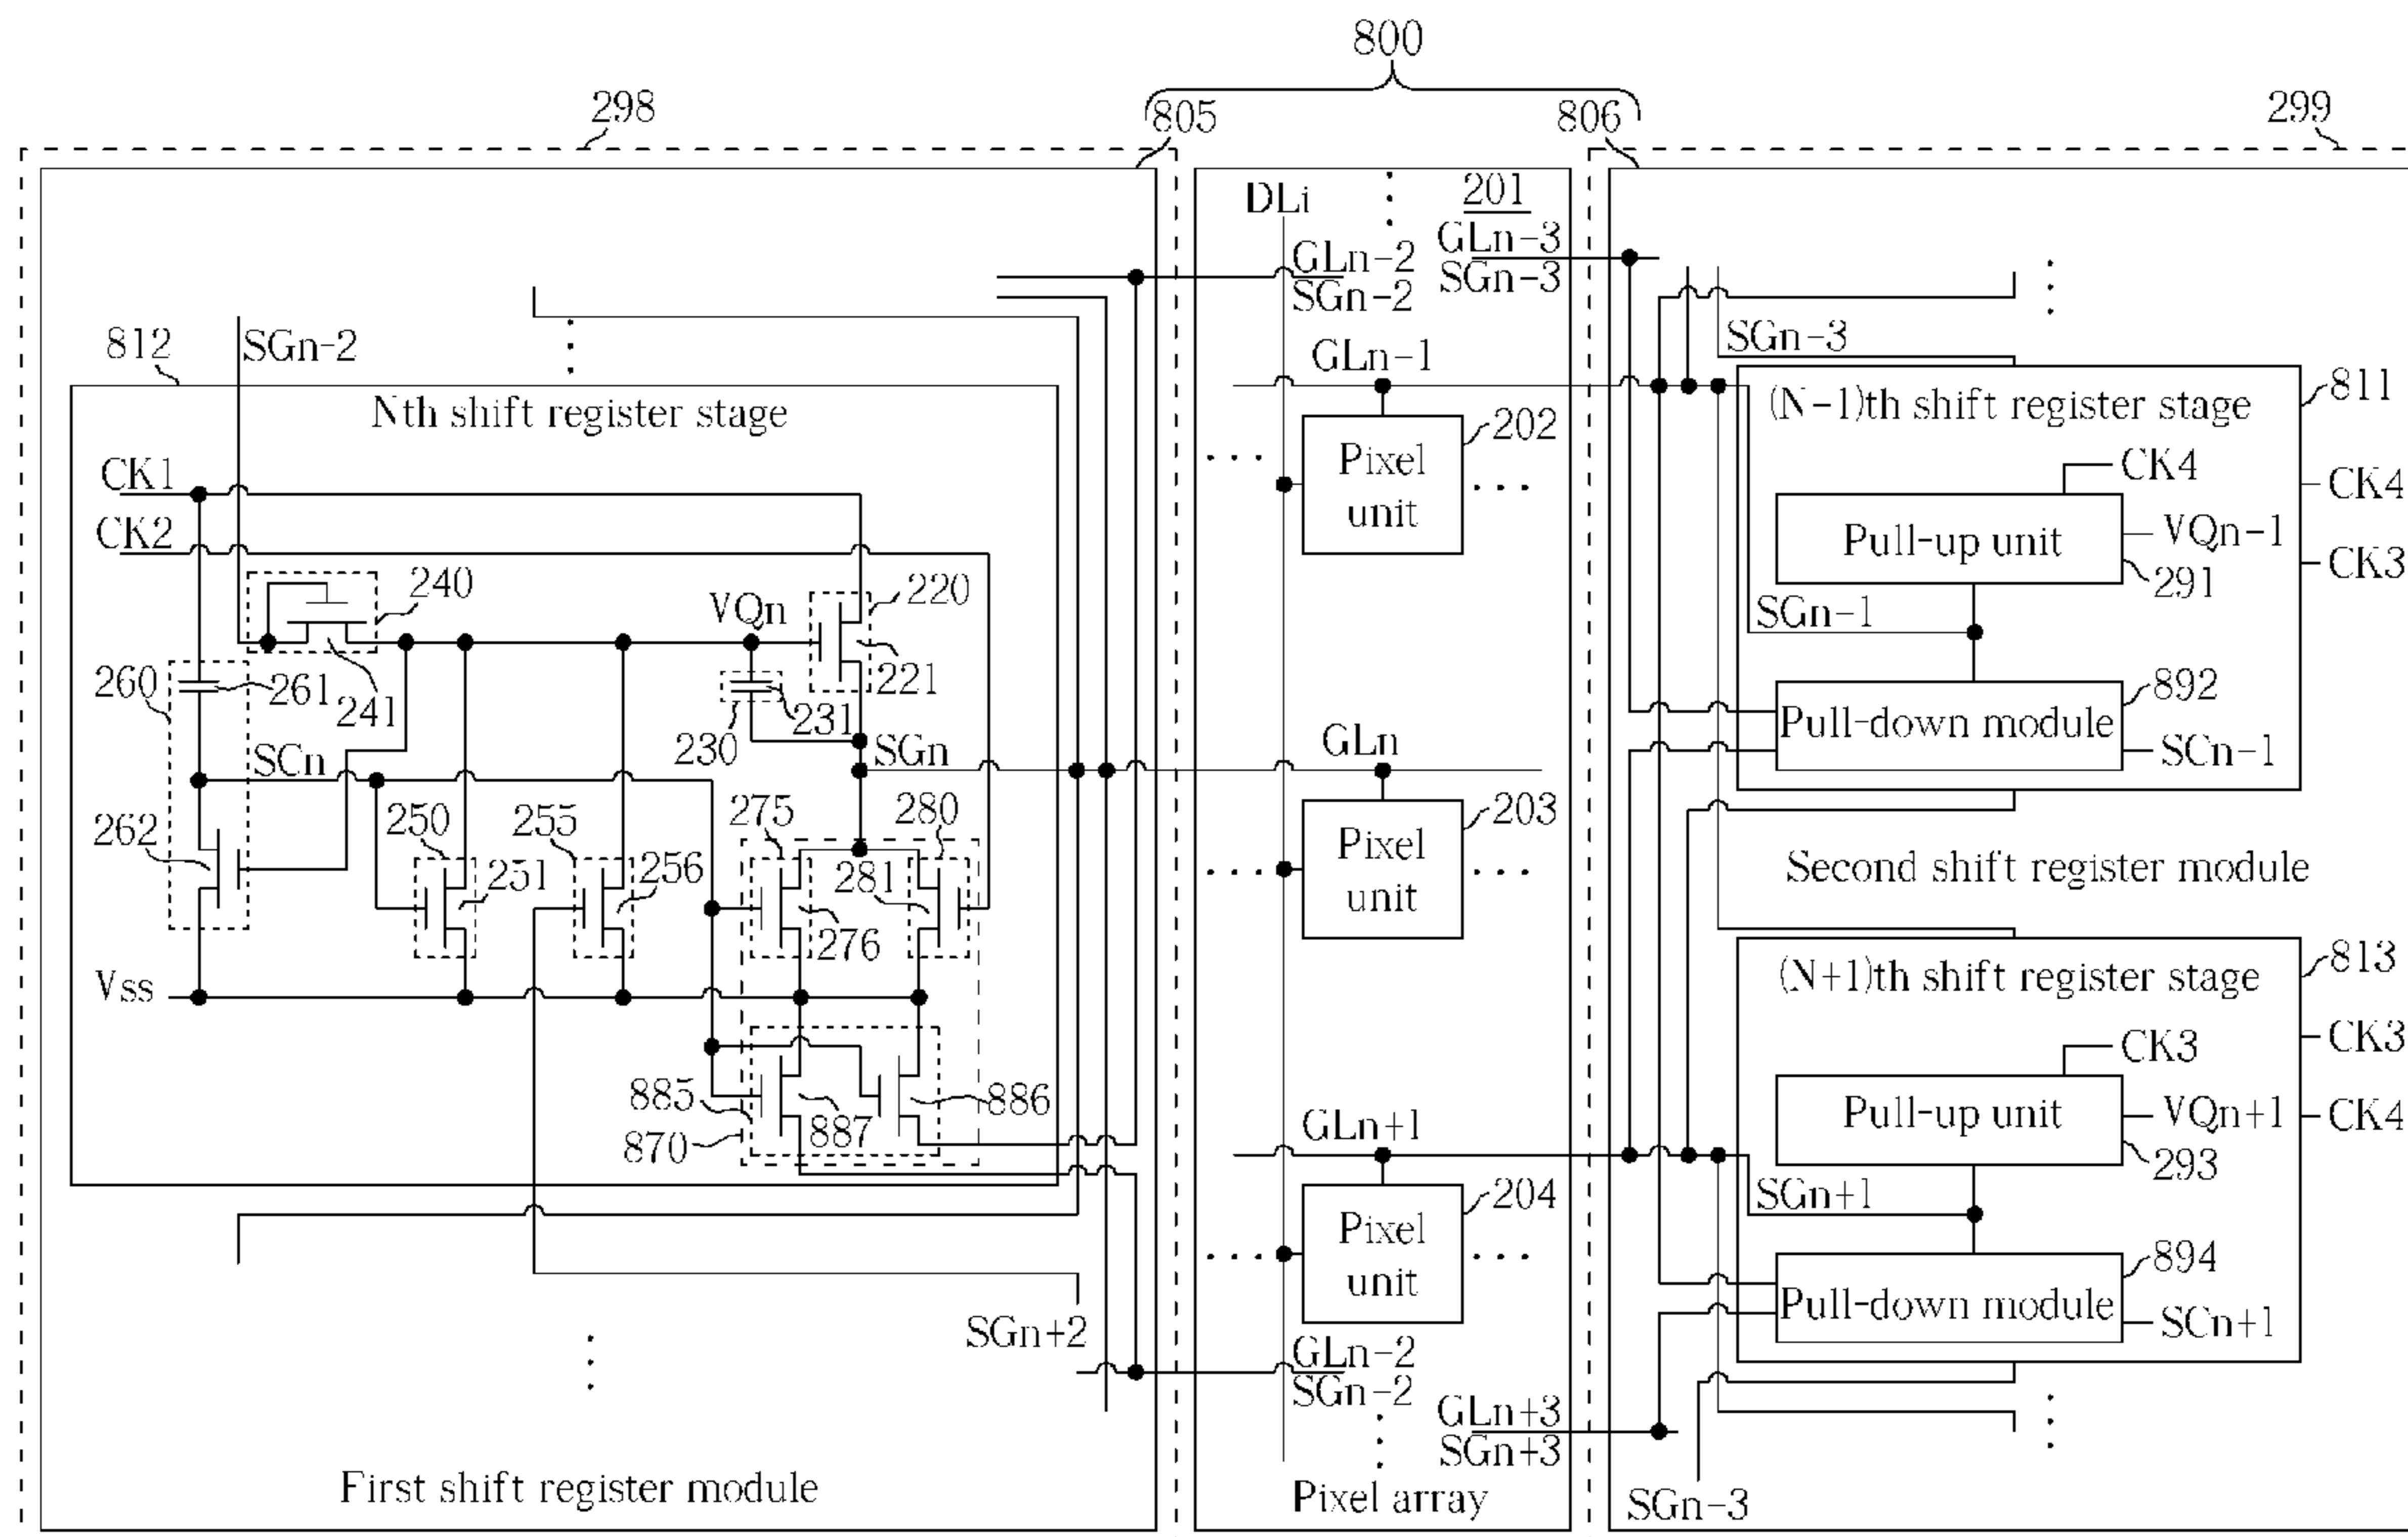 800
298
805
806
299
DLi
201
GLn-2
SGn-2
GLn-3
SGn-3
SGn-2
812
Nth shift register stage
CK1
CK2
240
VQn
220
221
260
261
241
230
231
SCn
SGn
262
250
251
255
256
275
276
280
281
Vss
885
870
887
886
SGn+2
First shift register module
GLn-1
202
Pixel
unit
GLn
203
Pixel
unit
GLn+1
204
Pixel
unit
GLn-2
SGn-2
GLn+3
SGn+3
Pixel array
SGn-3
811
(N-1)th shift register stage
CK4
CK4
Pull-up unit
VQn-1
CK3
291
SGn-1
892
Pull-down module
SCn-1
Second shift register module
813
(N+1)th shift register stage
CK3
CK3
Pull-up unit
VQn+1
CK4
293
SGn+1
894
Pull-down module
SCn+1
SGn-3